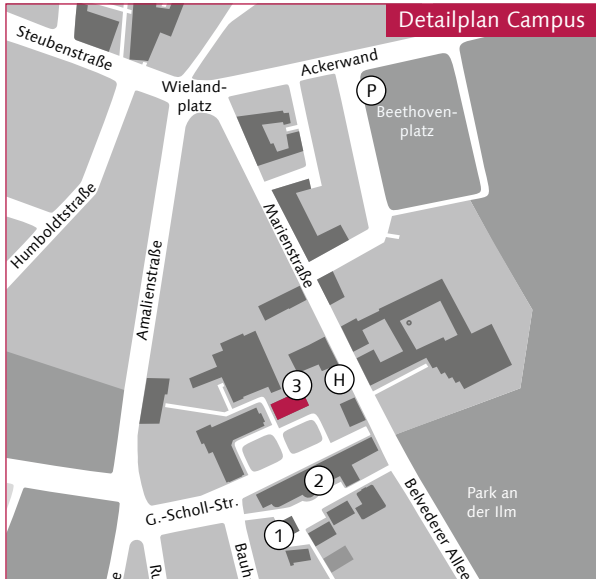 Detailplan Campus
Steubenstraße
Ackerwand
Wieland-
platz
P
Beethoven-
platz
Humboldtstraße
Marienstraße
Amalienstraße
H
3
2
G.-Scholl-Str.
Belvederer Allee
Park an
der Ilm
1
e
Ru
Bauh